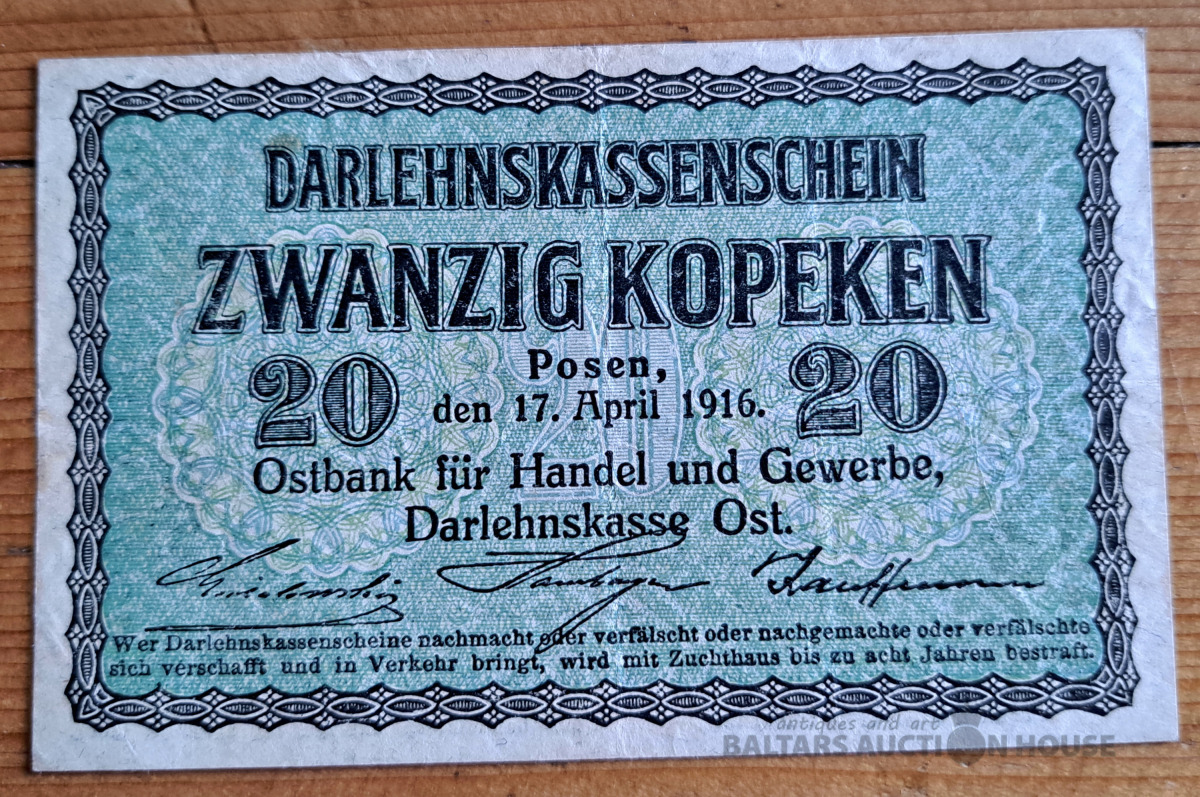 DARLEHNSKASSENSCHEIN
ZWANZIG KOPEKEN
20 Posen, 20
den 17. April 1916.
Ostbank für Handel und Gewerbe,
Darlehnskasse Ost.
Kauffmann
Wer Darlehnskassenscheine nachmacht oder verfälscht oder nachgemachte oder verfälschte
sich verschafft und in Verkehr bringt, wird mit Zuchthaus bis zu acht Jahren bestraft.
antiques and art
BALTARS AUCTION HOUSE